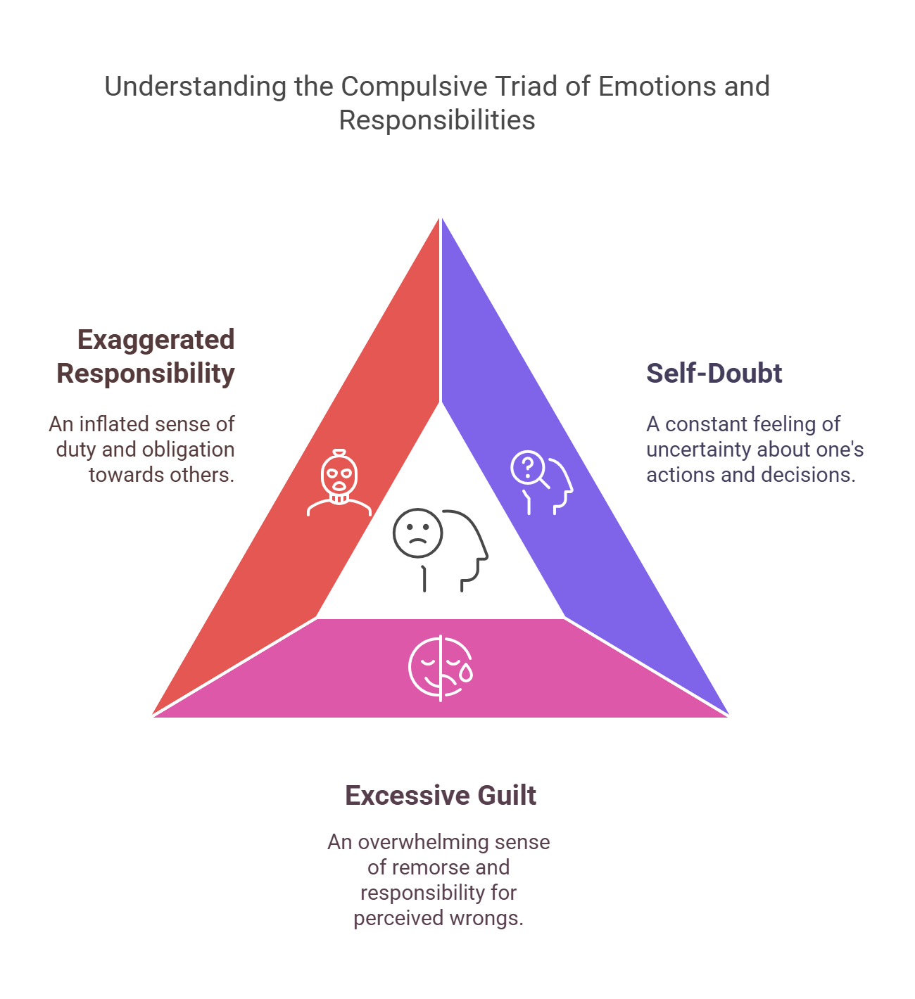 Understanding the Compulsive Triad of Emotions and
Responsibilities
Exaggerated
Responsibility
An inflated sense of
duty and obligation
towards others.
Self-Doubt
A constant feeling of
uncertainty about one's
actions and decisions.
?
Excessive Guilt
An overwhelming sense
of remorse and
responsibility for
perceived wrongs.